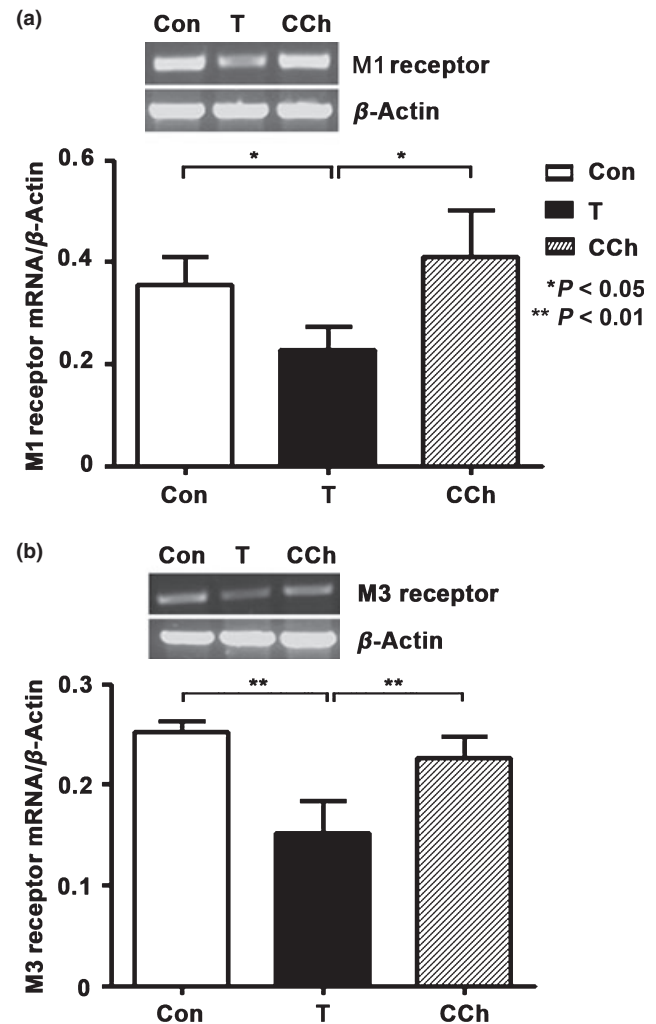 (a)
Con T CCh
M1 receptor
β-Actin
M1 receptor mRNA/β-Actin
0.6
0.4
0.2
0
* *
Con
T
CCh
*P < 0.05
** P < 0.01
Con T CCh
(b)
Con T CCh
M3 receptor
β-Actin
M3 receptor mRNA/β-Actin
0.3
0.2
0.1
0
** **
Con T CCh